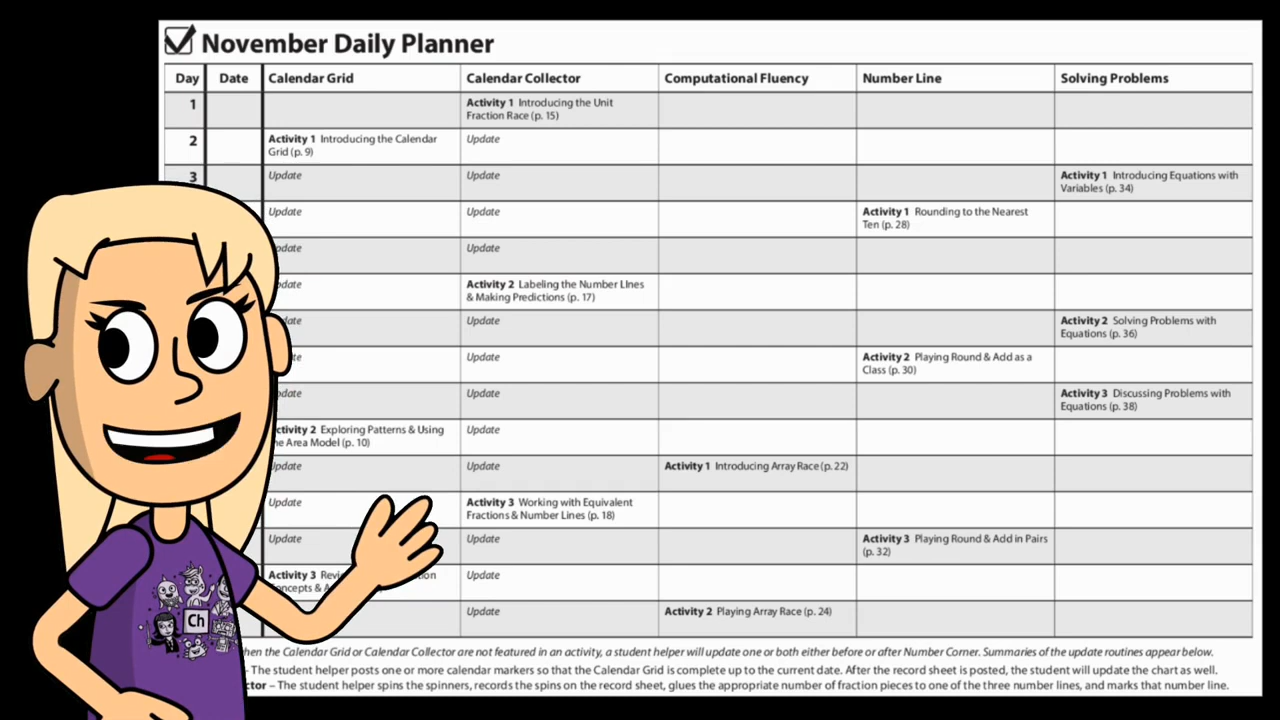 November Daily Planner
Day Date Calendar Grid Calendar Collector Computational Fluency Number Line Solving Problems
1 Activity 1 Introducing the Unit
Fraction Race (p. 15)
2 Activity 1 Introducing the Calendar Update
Grid (p. 9)
3 Update Update Activity 1 Introducing Equations with
Variables (p. 34)
Update Update Activity 1 Rounding to the Nearest
Ten (p. 28)
Update
Activity 2 Labeling the Number LInes
& Making Predictions (p. 17)
Update Activity 2 Solving Problems with
Equations (p. 36)
Update Activity 2 Playing Round & Add as a
Class (p. 30)
Update Activity 3 Discussing Problems with
Equations (p. 38)
2 Exploring Patterns & Using Update
Area Model (p. 10)
Update Update Activity 1 Introducing Array Race (p. 22)
Update Activity 3 Working with Equivalent
Fractions & Number Lines (p. 18)
Update Update Activity 3 Playing Round & Add in Pairs
(p. 32)
Activity 3 Update
&
Update Activity 2 Playing Array Race (p. 24)
the Calendar Grid or Calendar Collector are not featured in an activity, a student helper will update one or both either before or after Number Corner. Summaries of the update routines appear below.
– The student helper posts one or more calendar markers so that the Calendar Grid is complete up to the current date. After the record sheet is posted, the student will update the chart as well.
– The student helper spins the spinners, records the spins on the record sheet, glues the appropriate number of fraction pieces to one of the three number lines, and marks that number line.
Ch